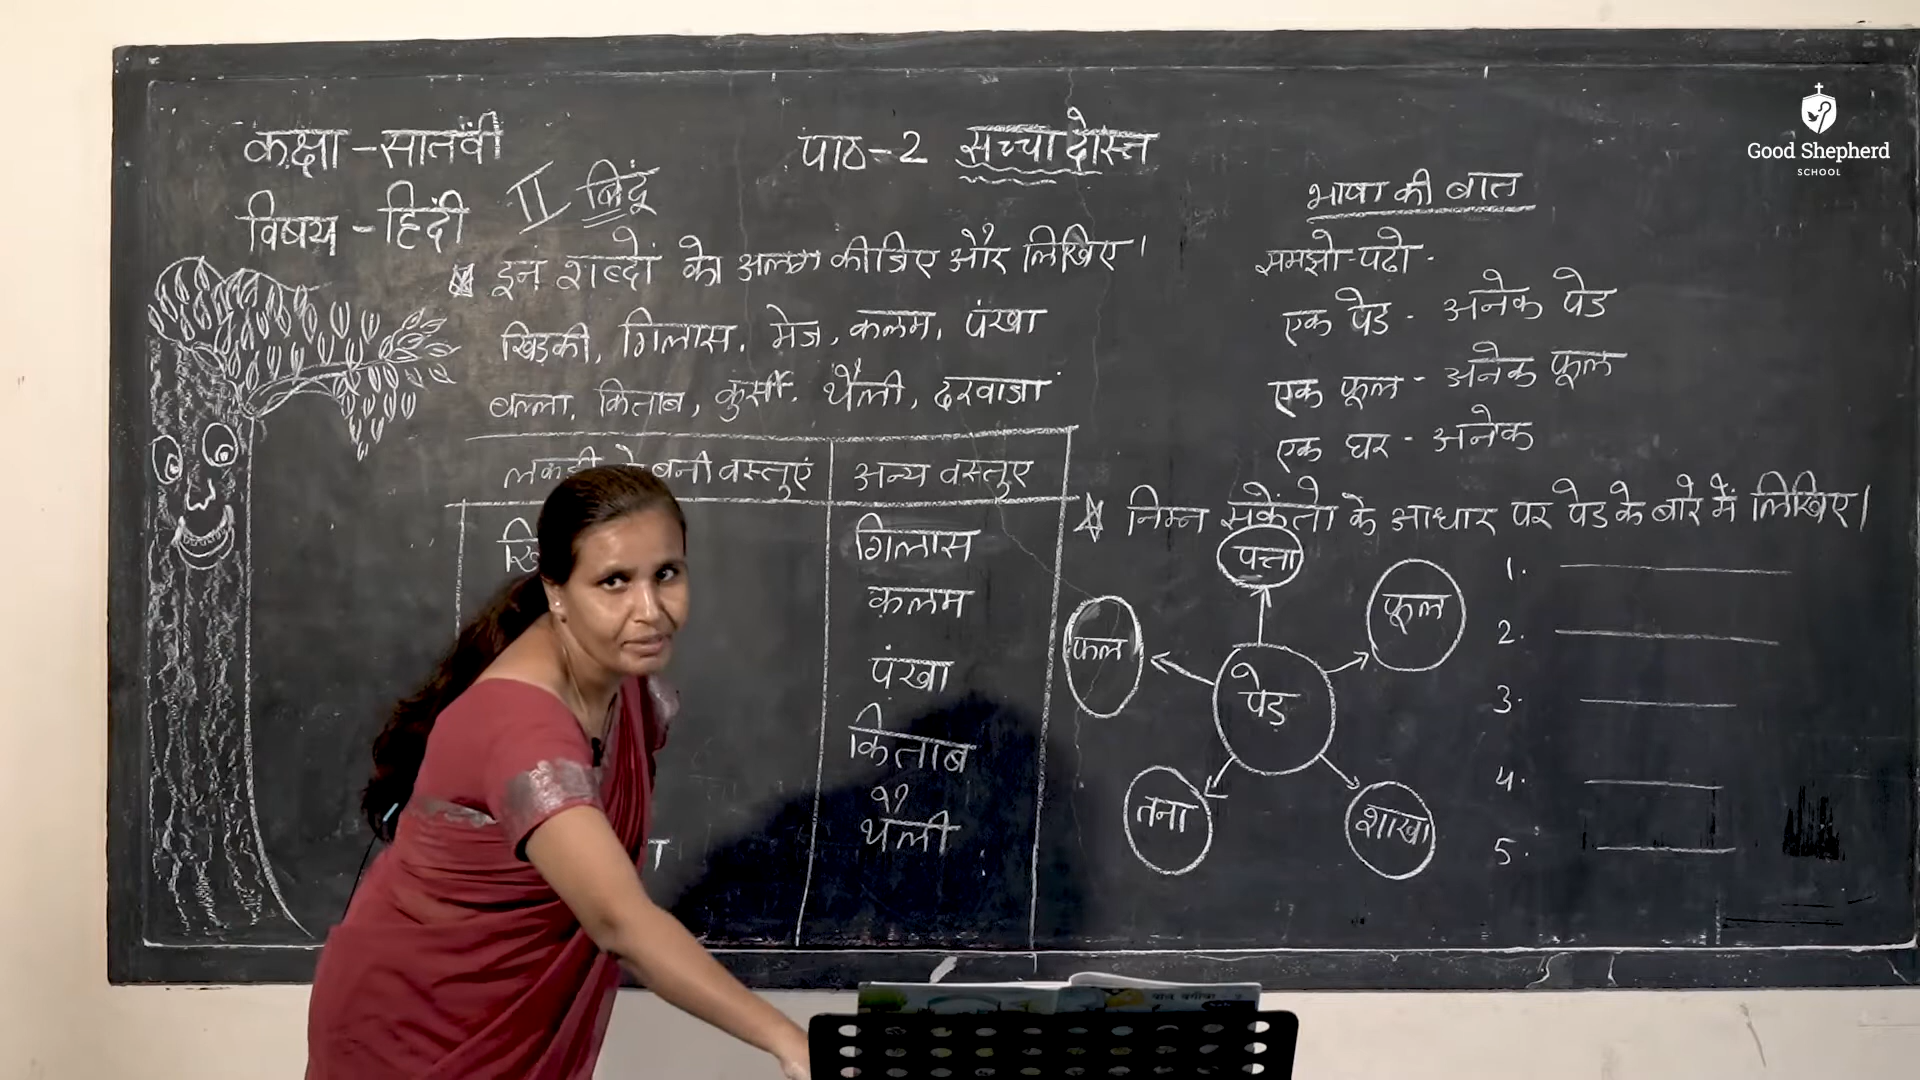 कक्षा - सातवीं
विषय - हिंदी
पाठ - 2 सच्चा दोस्त
II बिंदू
इन शब्दों को अलग कीजिए और लिखिए।
खिड़की, गिलास, मेज, कलम, पंखा
बल्ला, किताब, कुर्सी, थैली, दरवाजा
बनी वस्तुएं
अन्य वस्तुए
गिलास
कलम
पंखा
किताब
थैली
भाषा की बात
समझो-पढो -
एक पेड - अनेक पेड
एक फूल - अनेक फूल
एक घर - अनेक
निम्न संकेतो के आधार पर पेड के बारे में लिखिए।
पत्ता
फूल
फल
पेड़
तना
शाखा
1.
2.
3.
4.
5.
Good Shepherd
SCHOOL